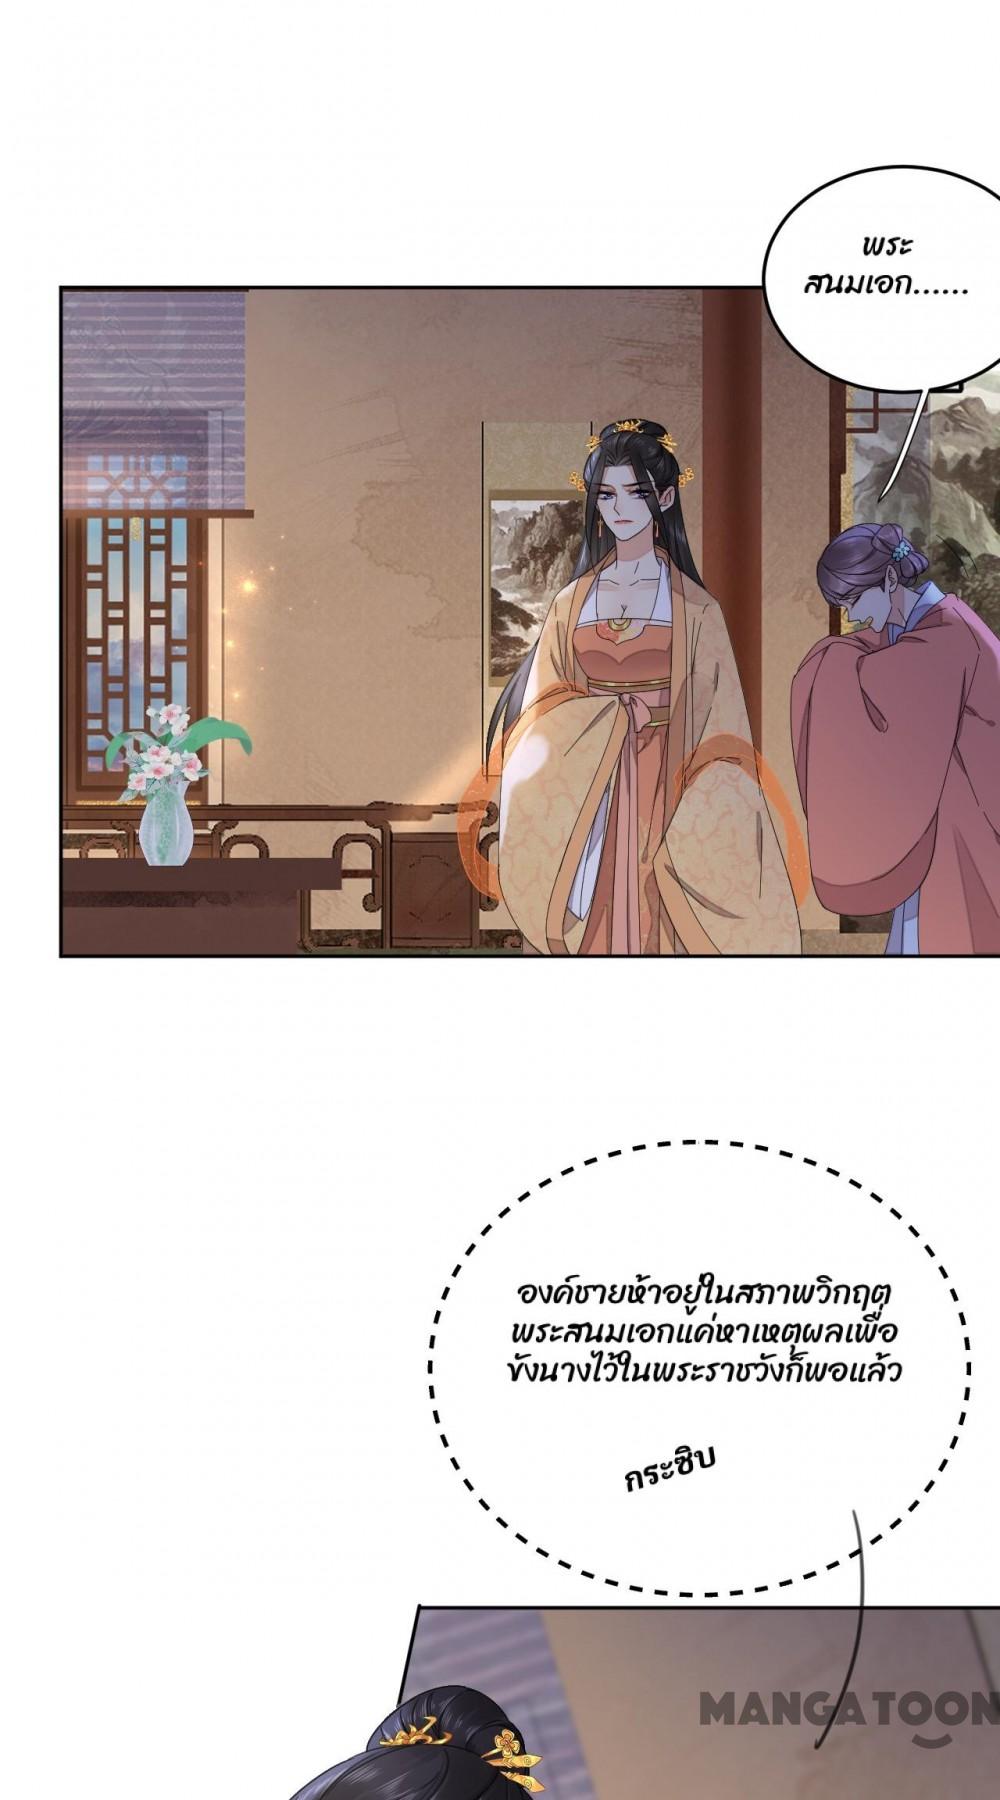 พระ
สนมเอก......
องค์ชายห้าอยู่ในสภาพวิกฤต
พระสนมเอกแค่หาเหตุผลเพื่อ
ขังนางไว้ในพระราชวังก็พอแล้ว
กระซิบ
MANGATOON